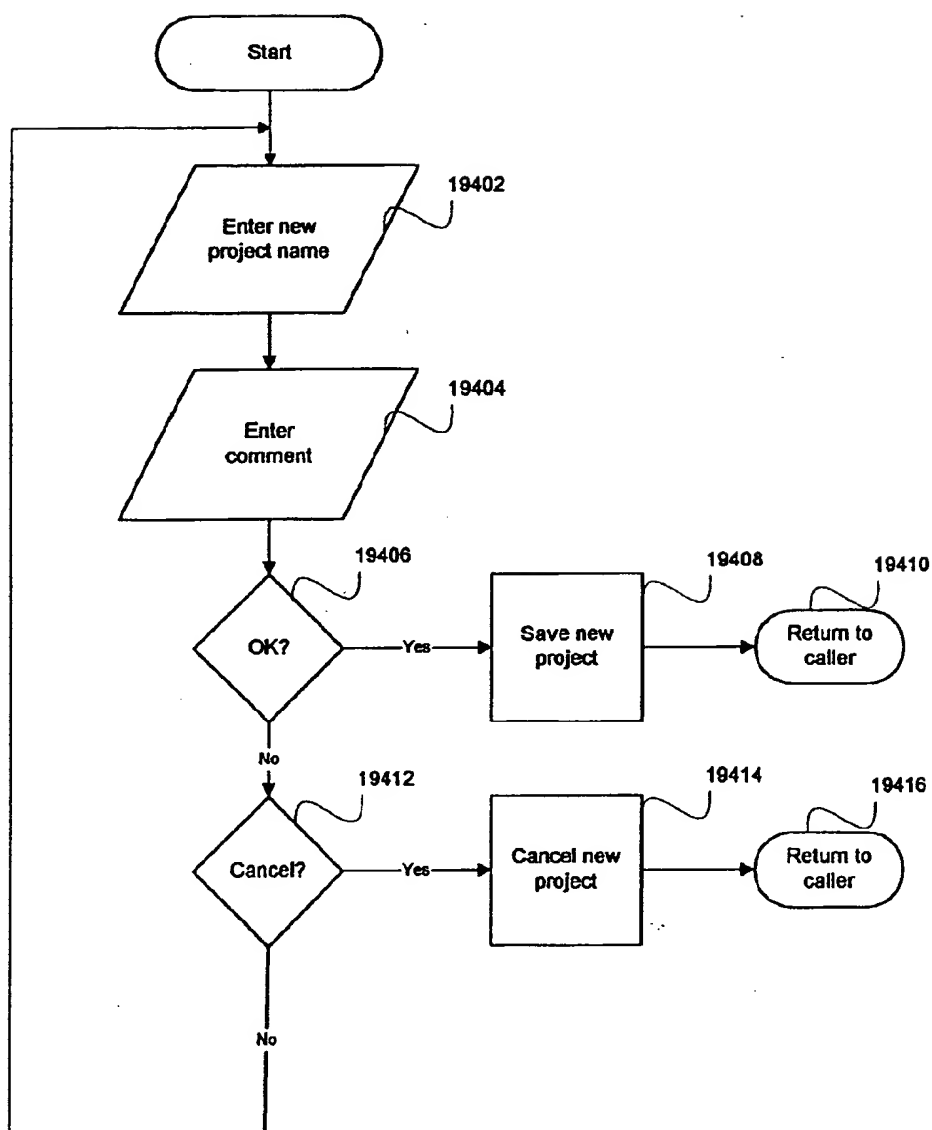 Start
19402
Enter new
project name
19404
Enter
comment
19406
OK?
Yes
19408
Save new
project
19410
Return to
caller
No
19412
Cancel?
Yes
19414
Cancel new
project
19416
Return to
caller
No